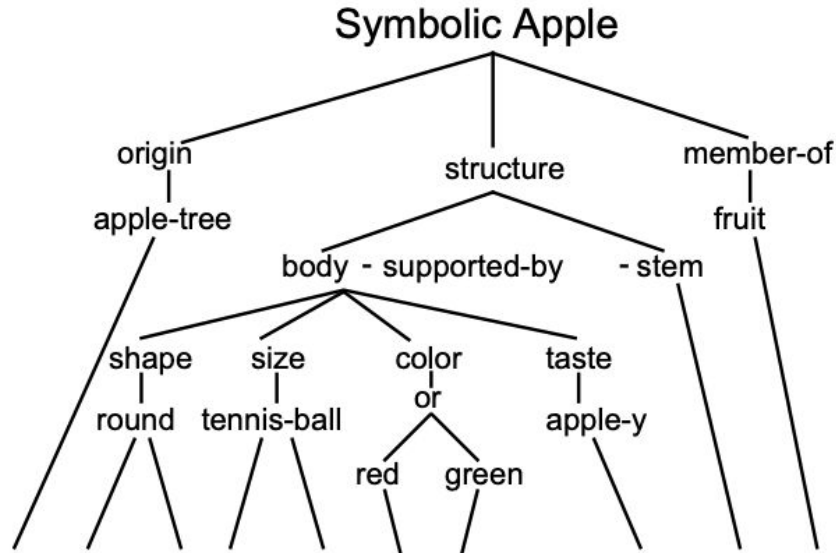 Symbolic Apple
origin
structure
member-of
apple-tree
fruit
body - supported-by - stem
shape size color taste
or
round tennis-ball apple-y
red green